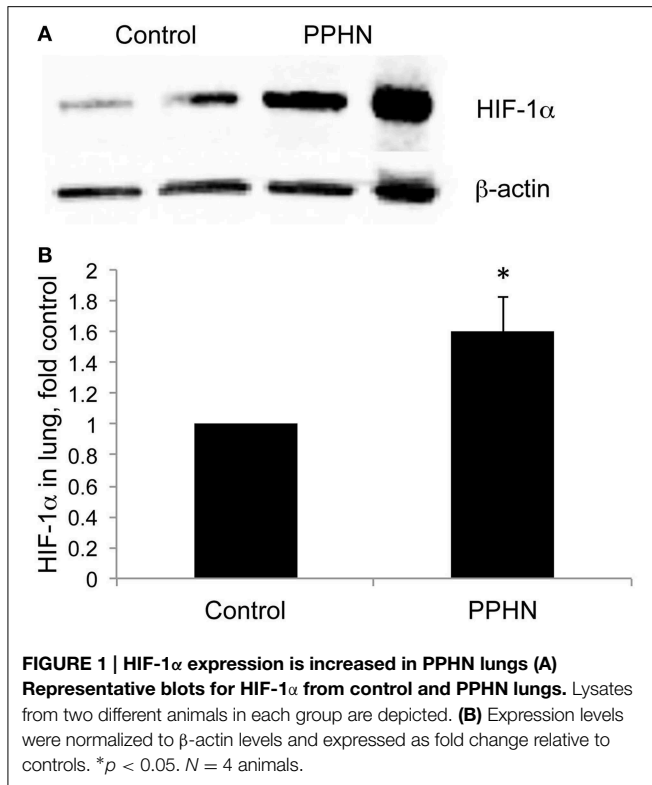 A
Control PPHN
HIF-1α
β-actin
B
HIF-1α in lung, fold control
2
1.8
1.6
1.4
1.2
1
0.8
0.6
0.4
0.2
0
*
Control PPHN
FIGURE 1 | HIF-1α expression is increased in PPHN lungs (A)
Representative blots for HIF-1α from control and PPHN lungs. Lysates
from two different animals in each group are depicted. (B) Expression levels
were normalized to β-actin levels and expressed as fold change relative to
controls. *p < 0.05. N = 4 animals.